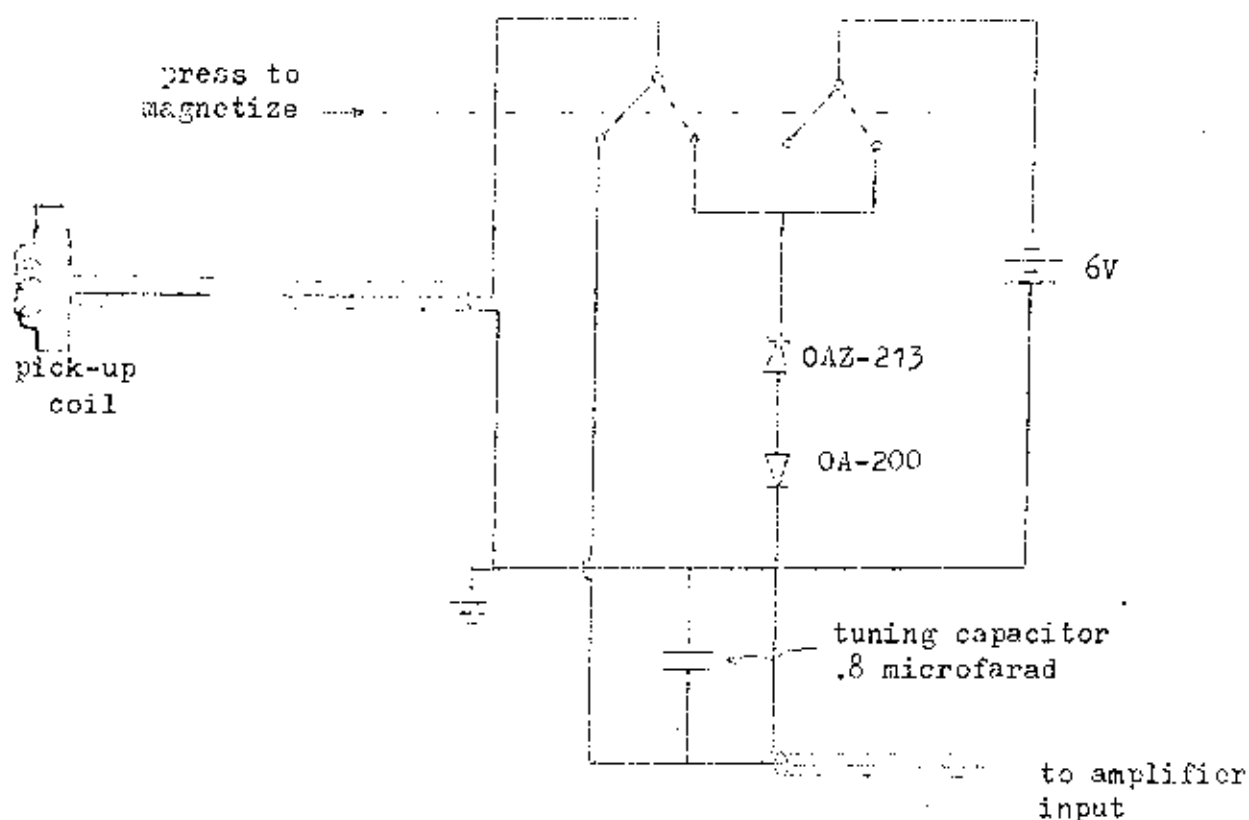 press to
magnetize
6V
OAZ-213
pick-up
coil
OA-200
tuning capacitor
.8 microfarad
to amplifier
input